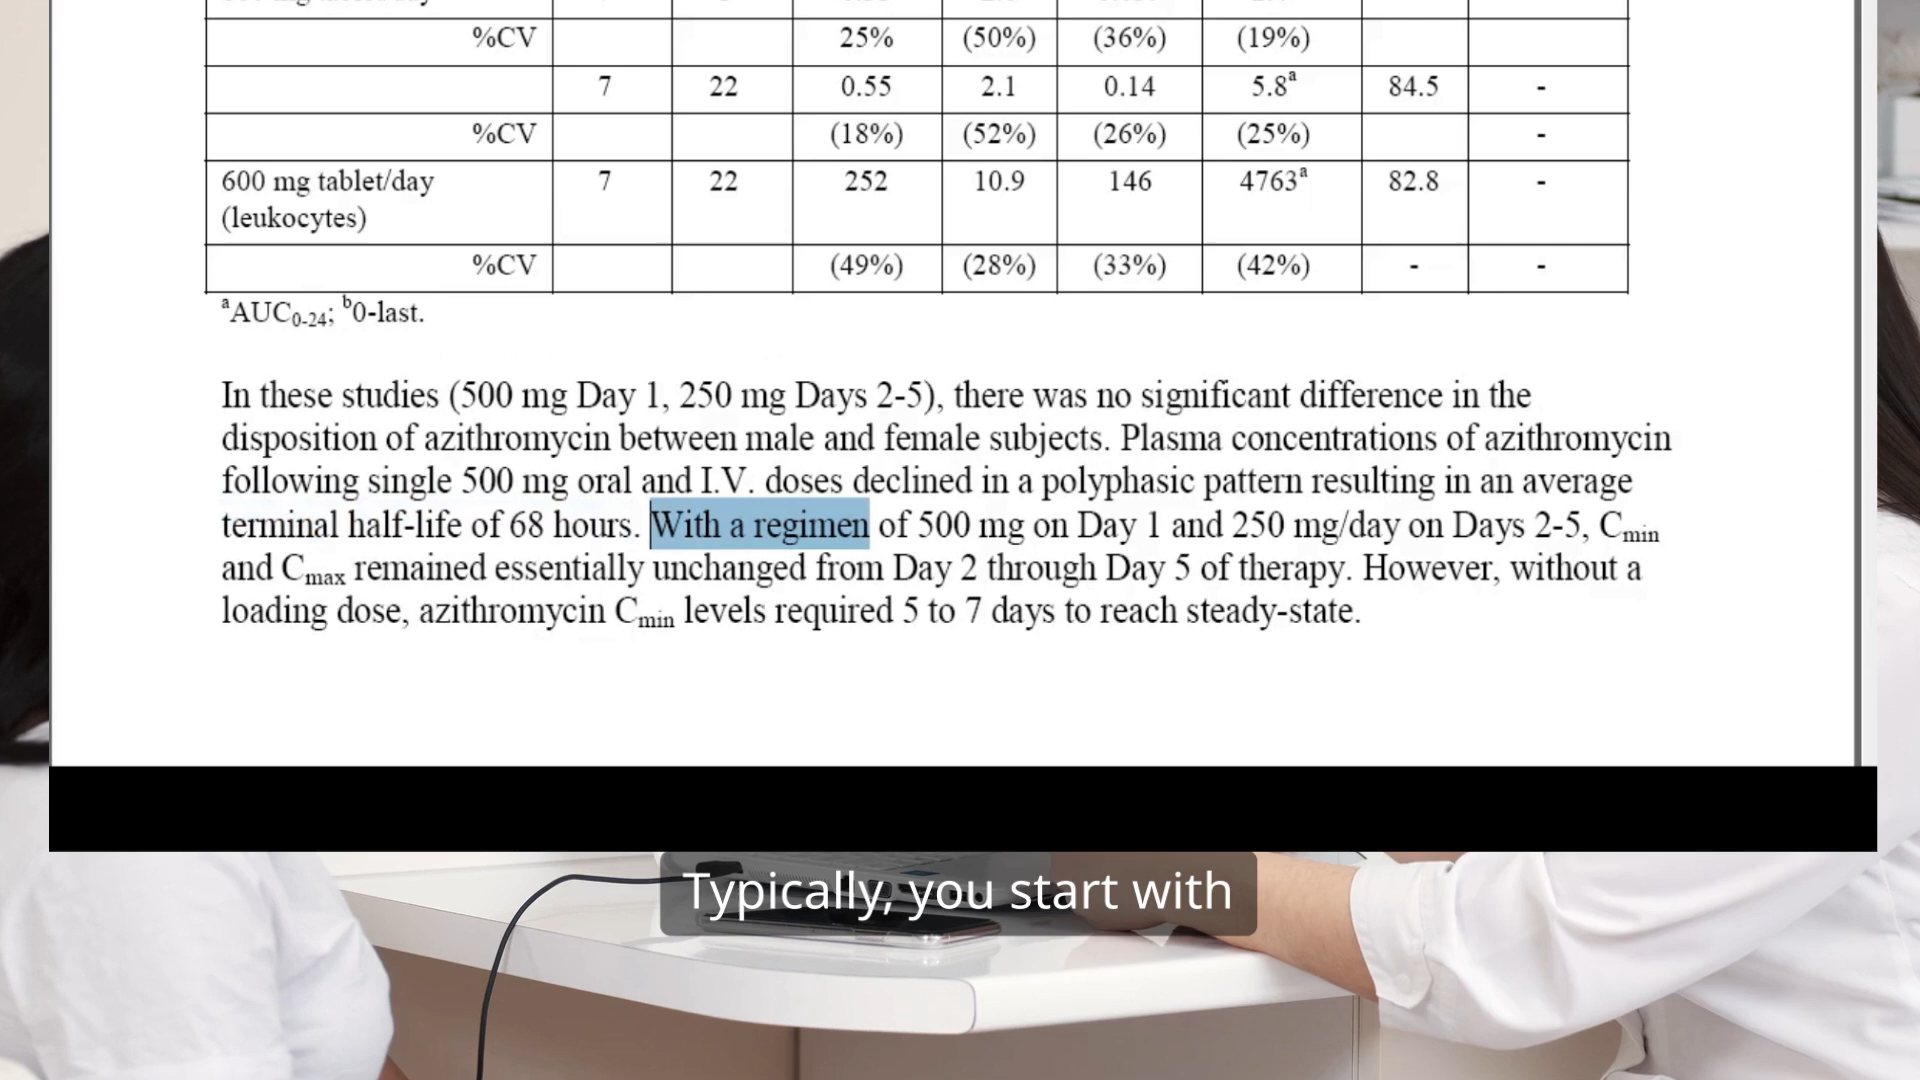 %CV 25% (50%) (36%) (19%)
7 22 0.55 2.1 0.14 5.8a 84.5 -
%CV (18%) (52%) (26%) (25%) -
600 mg tablet/day 7 22 252 10.9 146 4763a 82.8 -
(leukocytes)
%CV (49%) (28%) (33%) (42%) - -
aAUC0-24; b0-last.
In these studies (500 mg Day 1, 250 mg Days 2-5), there was no significant difference in the
disposition of azithromycin between male and female subjects. Plasma concentrations of azithromycin
following single 500 mg oral and I.V. doses declined in a polyphasic pattern resulting in an average
terminal half-life of 68 hours. With a regimen of 500 mg on Day 1 and 250 mg/day on Days 2-5, Cmin
and Cmax remained essentially unchanged from Day 2 through Day 5 of therapy. However, without a
loading dose, azithromycin Cmin levels required 5 to 7 days to reach steady-state.
Typically, you start with